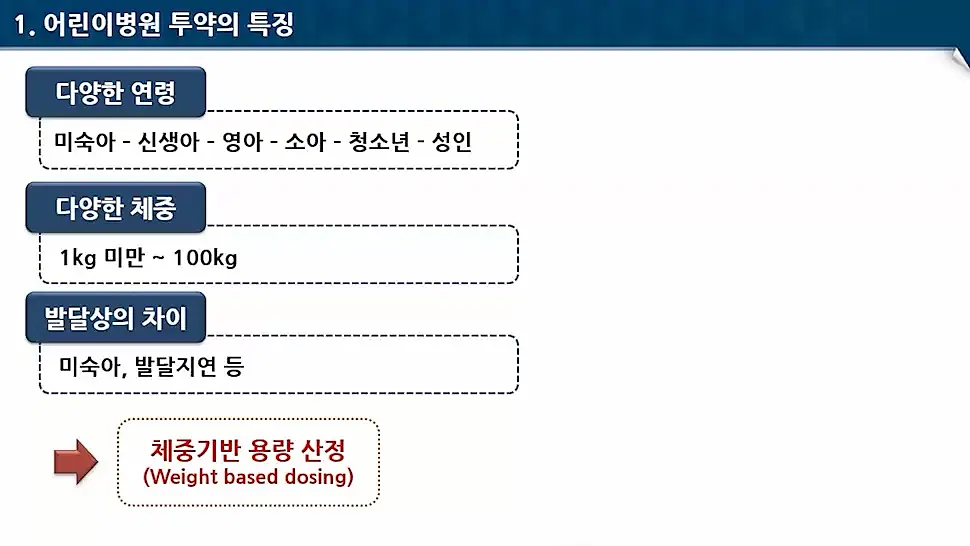 1. 어린이병원 투약의 특징
다양한 연령
미숙아 - 신생아 - 영아 - 소아 - 청소년 - 성인
다양한 체중
1kg 미만 ~ 100kg
발달상의 차이
미숙아, 발달지연 등
체중기반 용량 산정
(Weight based dosing)